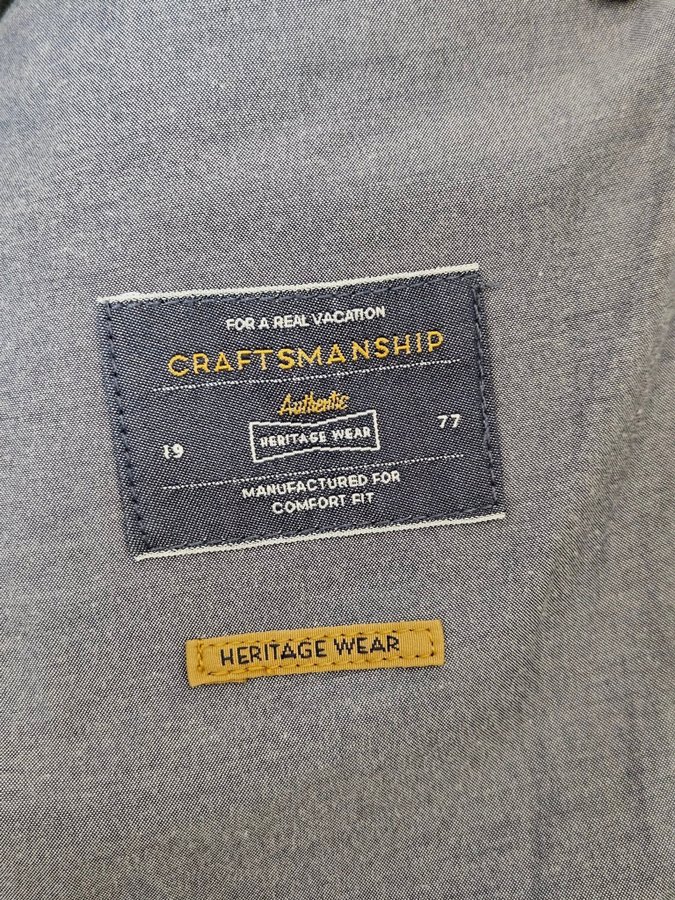 FOR A REAL VACATION
CRAFTSMANSHIP
Authentic
19 HERITAGE WEAR 77
MANUFACTURED FOR
COMFORT FIT
HERITAGE WEAR